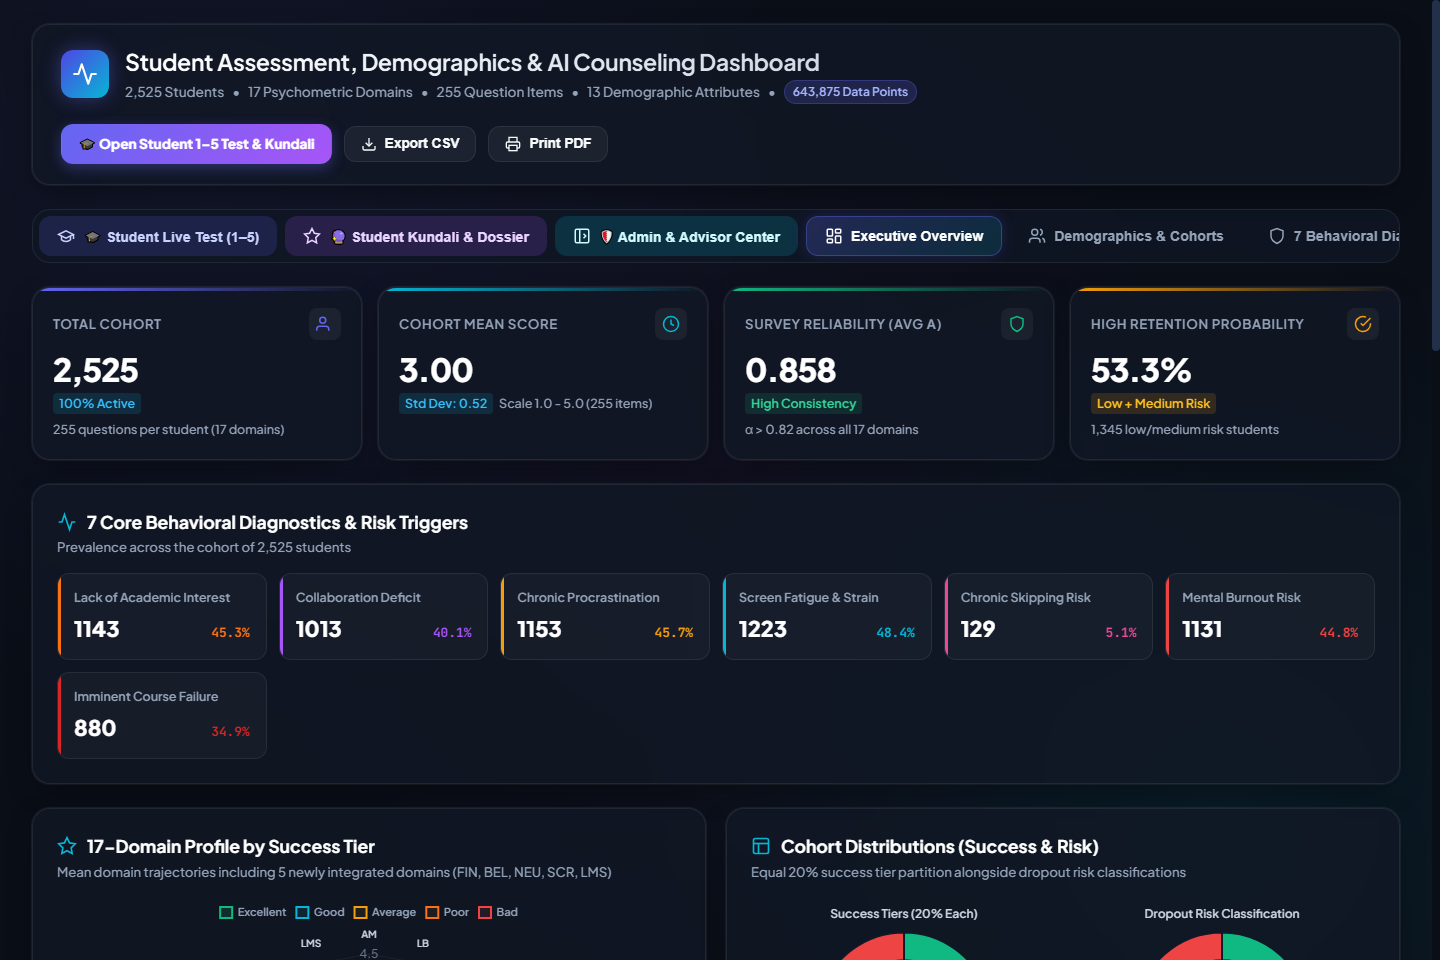 Student Assessment, Demographics & AI Counseling Dashboard
2,525 Students • 17 Psychometric Domains • 255 Question Items • 13 Demographic Attributes • 643,875 Data Points
Open Student 1–5 Test & Kundali
Export CSV
Print PDF
Student Live Test (1–5)
Student Kundali & Dossier
Admin & Advisor Center
Executive Overview
Demographics & Cohorts
7 Behavioral Dia
TOTAL COHORT
2,525
100% Active
255 questions per student (17 domains)
COHORT MEAN SCORE
3.00
Std Dev: 0.52 Scale 1.0 - 5.0 (255 items)
SURVEY RELIABILITY (AVG Α)
0.858
High Consistency
α > 0.82 across all 17 domains
HIGH RETENTION PROBABILITY
53.3%
Low + Medium Risk
1,345 low/medium risk students
7 Core Behavioral Diagnostics & Risk Triggers
Prevalence across the cohort of 2,525 students
Lack of Academic Interest
1143 45.3%
Collaboration Deficit
1013 40.1%
Chronic Procrastination
1153 45.7%
Screen Fatigue & Strain
1223 48.4%
Chronic Skipping Risk
129 5.1%
Mental Burnout Risk
1131 44.8%
Imminent Course Failure
880 34.9%
17-Domain Profile by Success Tier
Mean domain trajectories including 5 newly integrated domains (FIN, BEL, NEU, SCR, LMS)
Excellent Good Average Poor Bad
AM
LMS LB
4.5
Cohort Distributions (Success & Risk)
Equal 20% success tier partition alongside dropout risk classifications
Success Tiers (20% Each)
Dropout Risk Classification